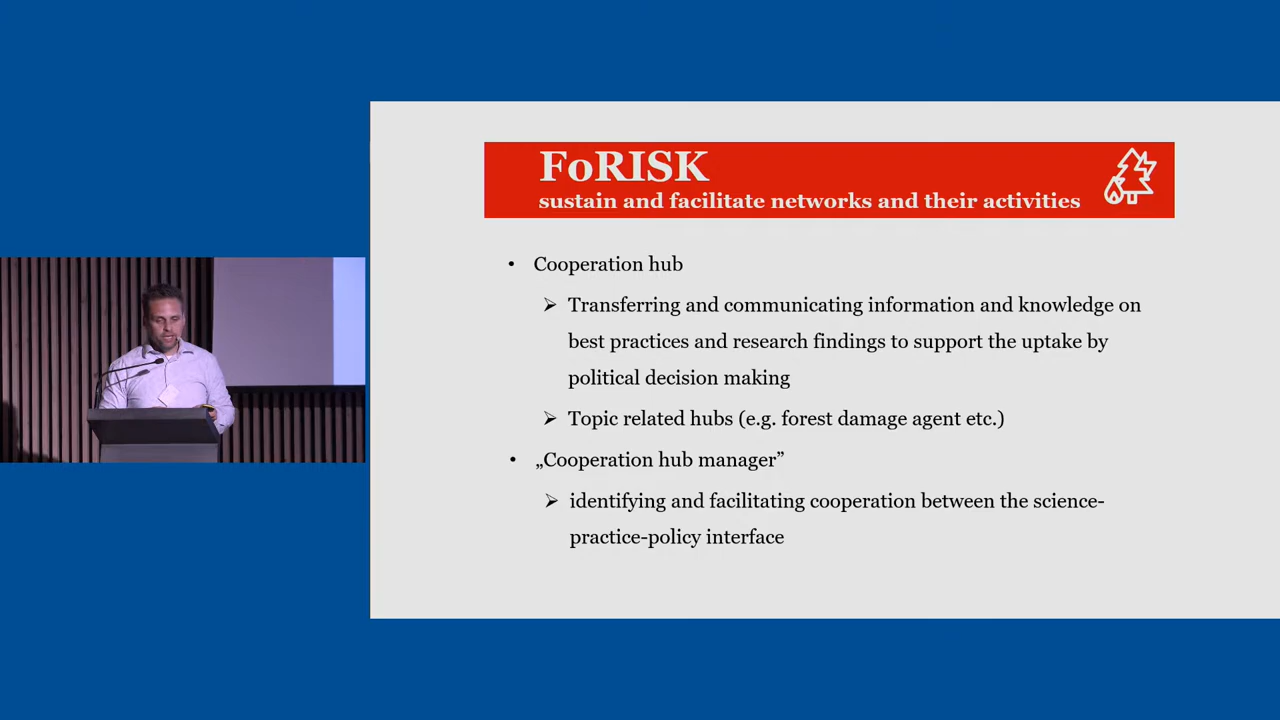 FoRISK
sustain and facilitate networks and their activities
• Cooperation hub
➢ Transferring and communicating information and knowledge on
best practices and research findings to support the uptake by
political decision making
➢ Topic related hubs (e.g. forest damage agent etc.)
• „Cooperation hub manager”
➢ identifying and facilitating cooperation between the science-
practice-policy interface